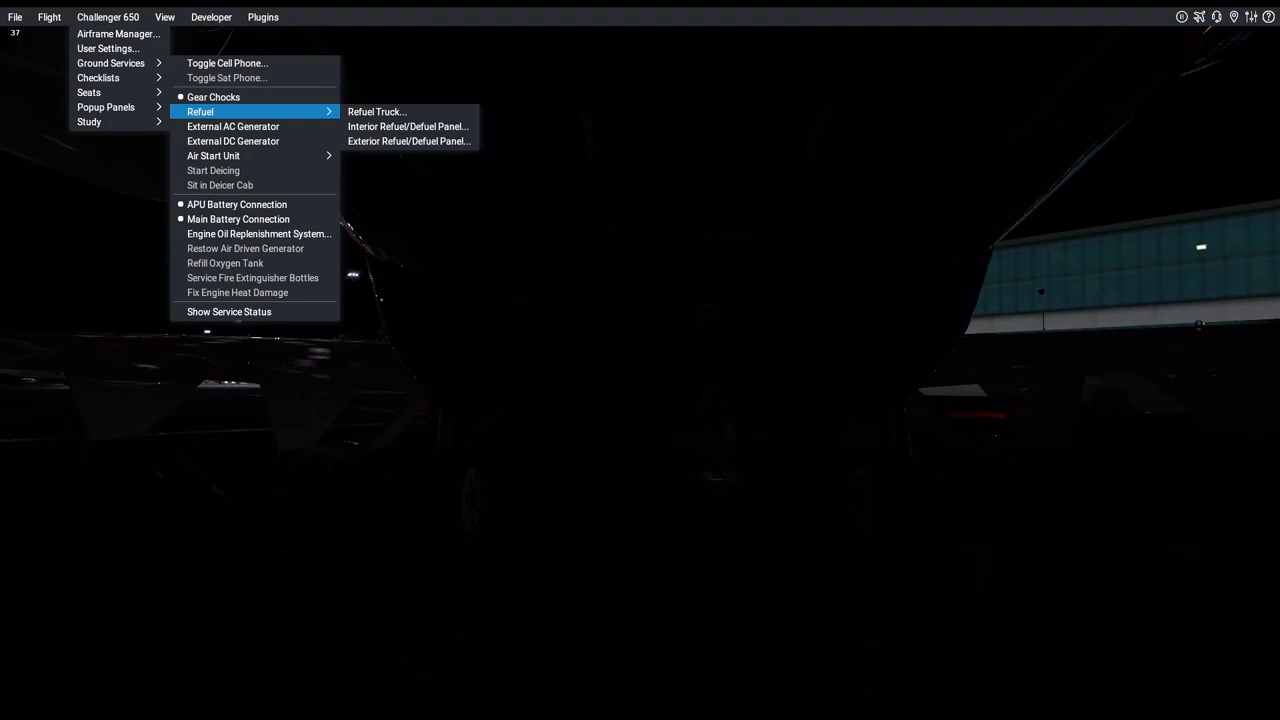 File Flight Challenger 650 View Developer Plugins
37
Airframe Manager...
User Settings...
Ground Services
Checklists
Seats
Popup Panels
Study
Toggle Cell Phone...
Toggle Sat Phone...
Gear Chocks
Refuel
External AC Generator
External DC Generator
Air Start Unit
Start Deicing
Sit in Deicer Cab
APU Battery Connection
Main Battery Connection
Engine Oil Replenishment System...
Restow Air Driven Generator
Refill Oxygen Tank
Service Fire Extinguisher Bottles
Fix Engine Heat Damage
Show Service Status
Refuel Truck...
Interior Refuel/Defuel Panel...
Exterior Refuel/Defuel Panel...